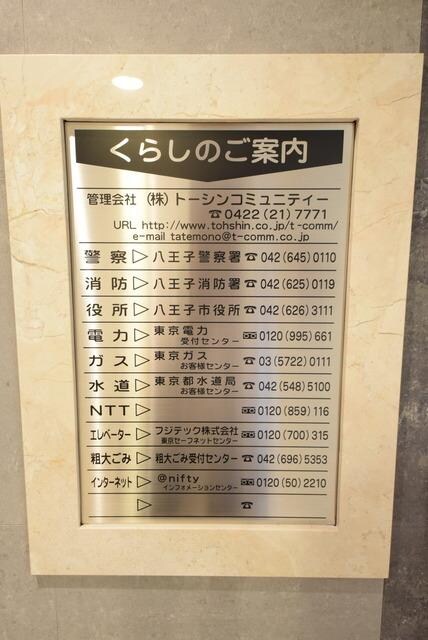 くらしのご案内
管理会社 (株) トーシンコミュニティー
☎0422(21)7771
URL http://www.tohshin.co.jp/t-comm/
e-mail tatemono@t-comm.co.jp
警察 ▷ 八王子警察署 ☎ 042(645)0110
消防 ▷ 八王子消防署 ☎ 042(625)0119
役所 ▷ 八王子市役所 ☎ 042(626)3111
電力 ▷ 東京電力 受付センター 0120(995)661
ガス ▷ 東京ガス お客様センター ☎ 03(5722)0111
水道 ▷ 東京都水道局 お客様センター ☎ 042(548)5100
NTT ▷ 0120(859)116
エレベーター ▷ フジテック株式会社 東京セーフネットセンター 0120(700)315
粗大ごみ ▷ 粗大ごみ受付センター ☎ 042(696)5353
インターネット ▷ @nifty インフォメーションセンター 0120(50)2210
▷ ☎